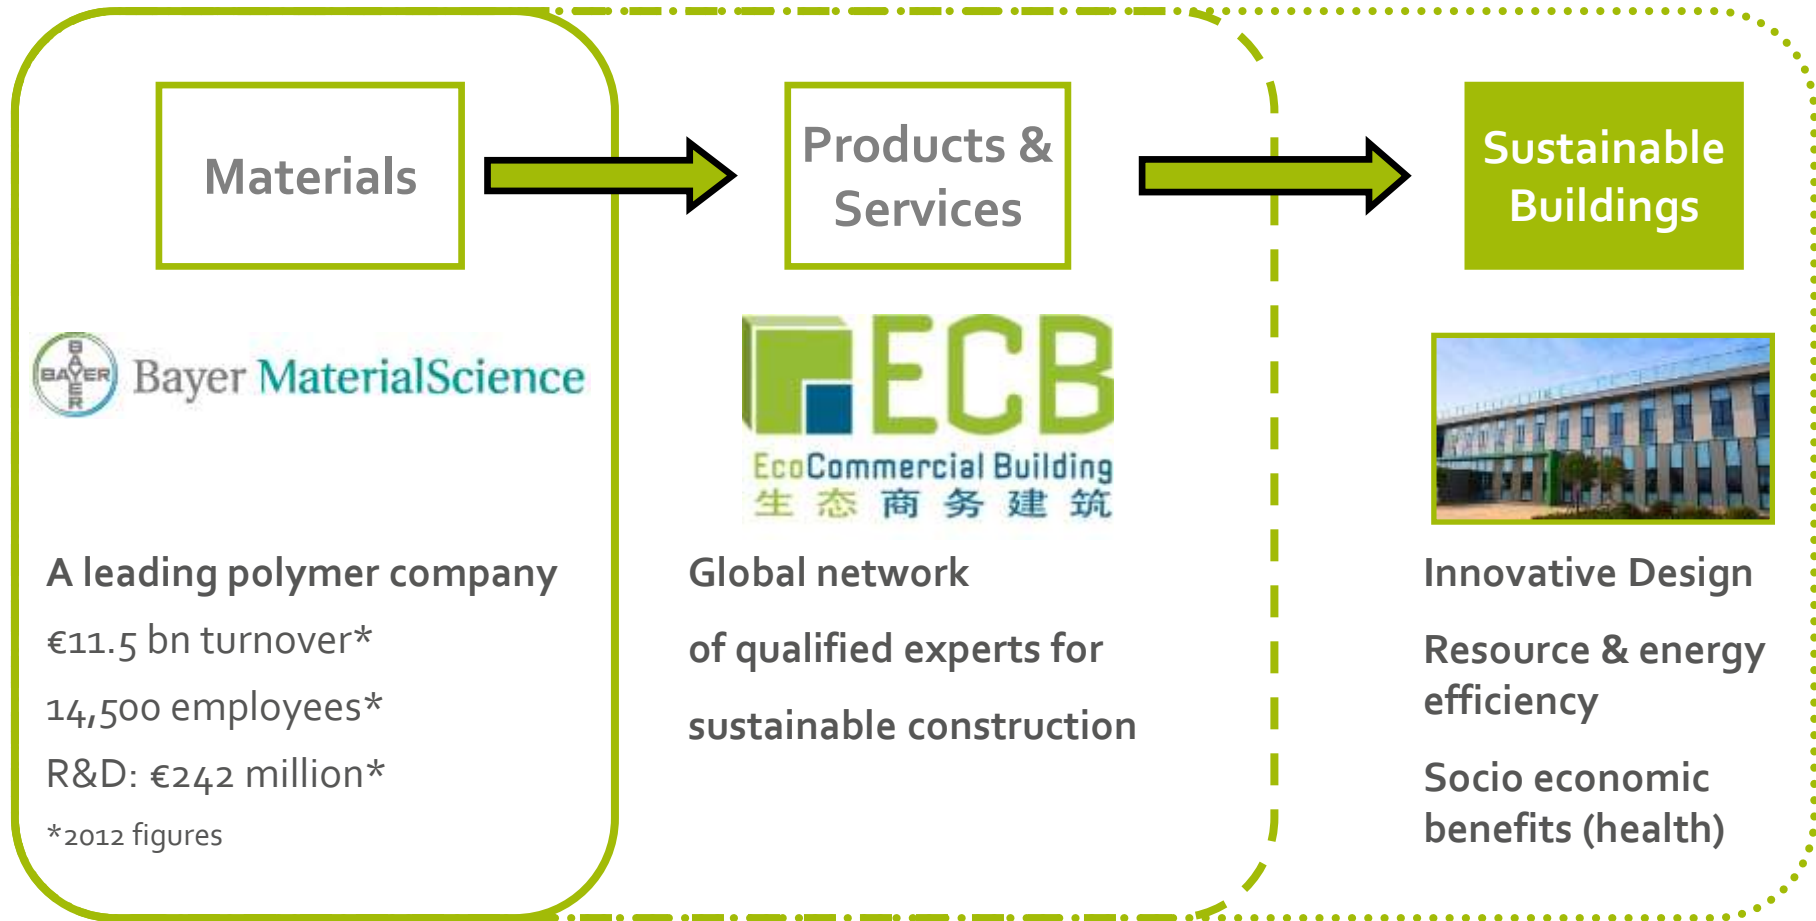 Materials
Products &
Services
Sustainable
Buildings
BAYER
BAYER
Bayer MaterialScience
ECB
EcoCommercial Building
生态商务建筑
A leading polymer company
€11.5 bn turnover*
14,500 employees*
R&D: €242 million*
*2012 figures
Global network
of qualified experts for
sustainable construction
Innovative Design
Resource & energy
efficiency
Socio economic
benefits (health)